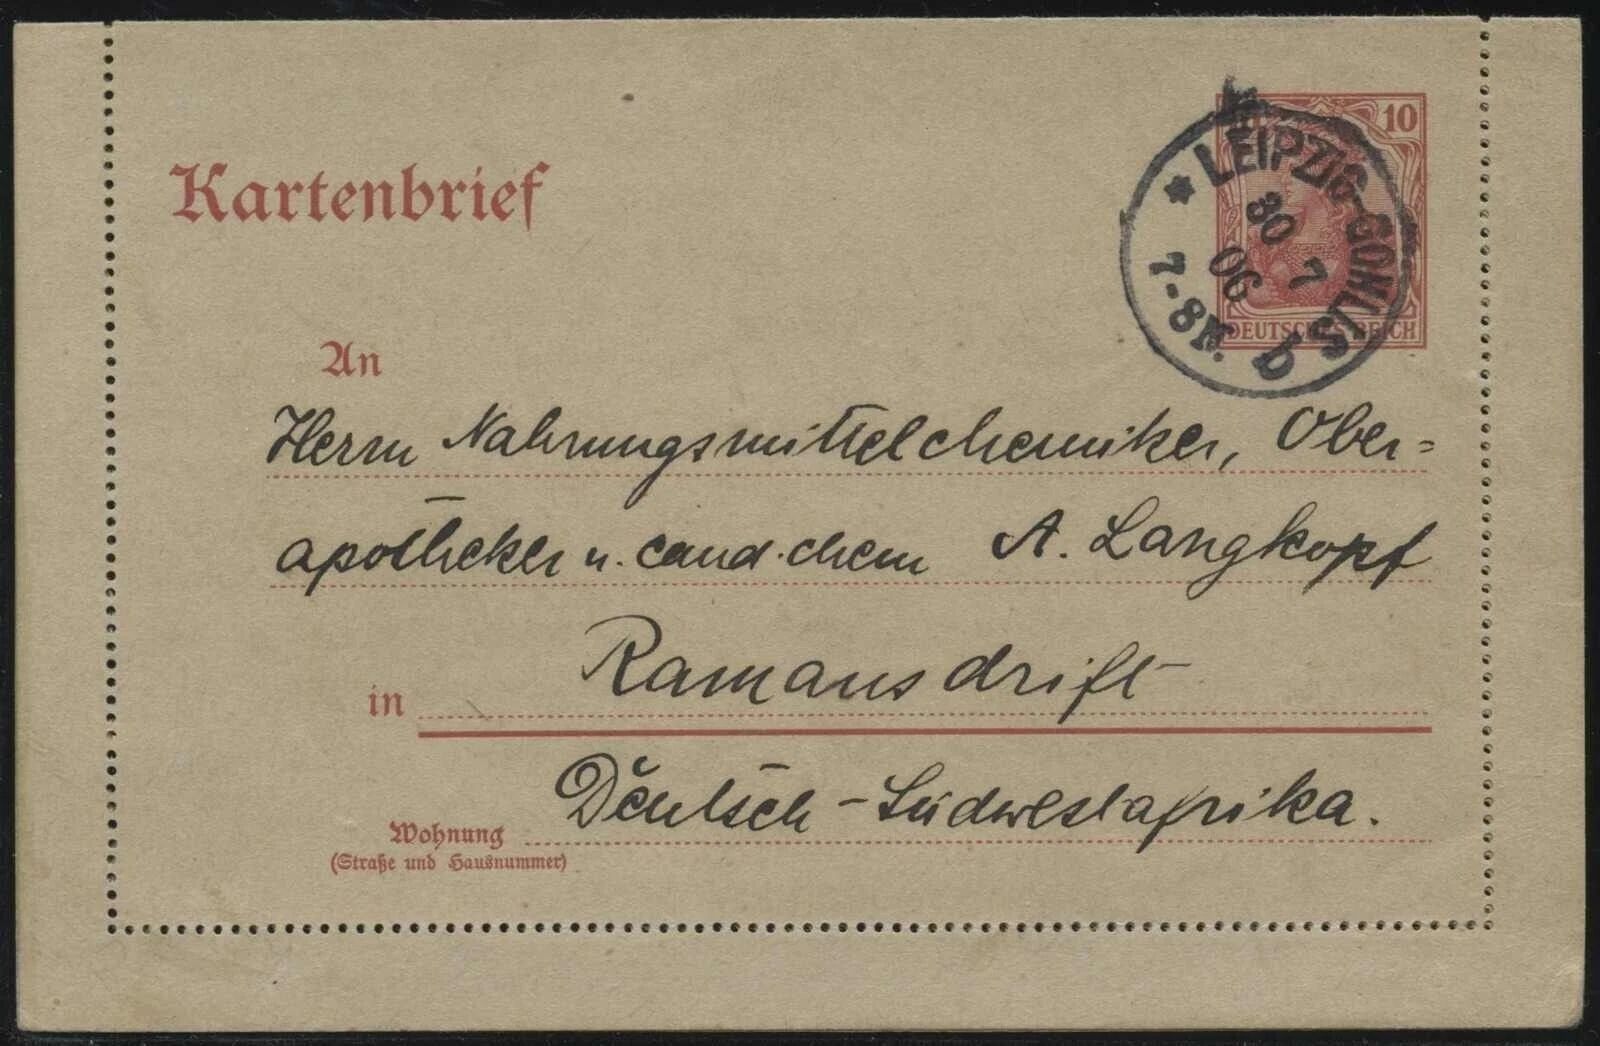 10
DEUTSCHES REICH
* LEIPZIG-GOHLIS b
30 7
06
7-8N.
Kartenbrief
An
Herrn Nahrungsmittelchemiker, Ober=
apotheker u. cand. chem A. Langkopf
in Ramansdrift
Deutsch-Südwestafrika.
Wohnung
(Straße und Hausnummer)